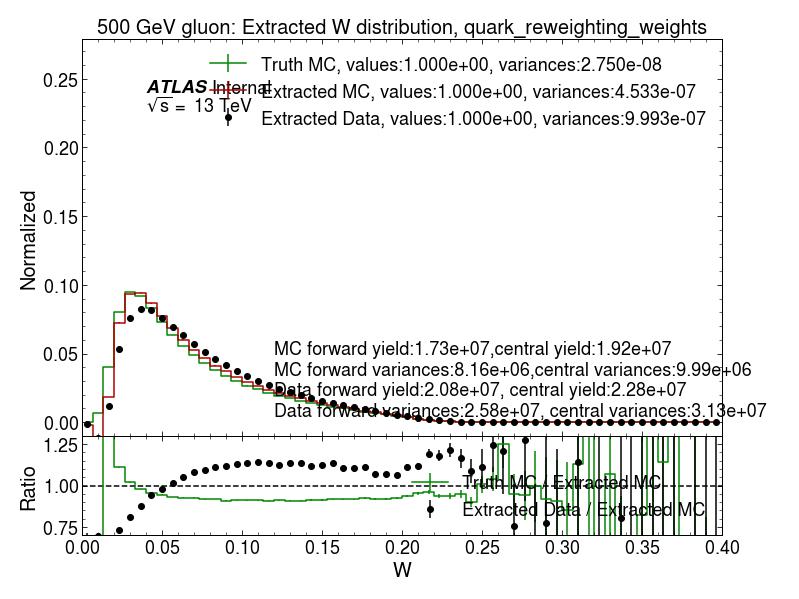 500 GeV gluon: Extracted W distribution, quark_reweighting_weights
Truth MC, values:1.000e+00, variances:2.750e-08
ATLAS Internal
Extracted MC, values:1.000e+00, variances:4.533e-07
√s = 13 TeV
Extracted Data, values:1.000e+00, variances:9.993e-07
Normalized
0.25
0.20
0.15
0.10
0.05
0.00
MC forward yield:1.73e+07,central yield:1.92e+07
MC forward variances:8.16e+06,central variances:9.99e+06
Data forward yield:2.08e+07, central yield:2.28e+07
Data forward variances:2.58e+07, central variances:3.13e+07
Ratio
1.25
1.00
0.75
Truth MC / Extracted MC
Extracted Data / Extracted MC
0.00 0.05 0.10 0.15 0.20 0.25 0.30 0.35 0.40
W